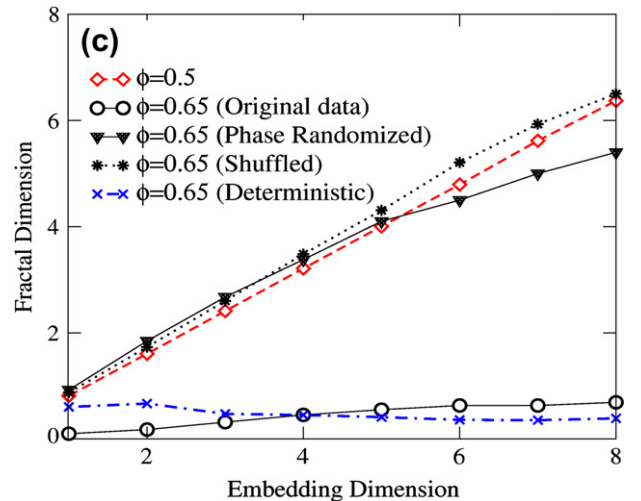 (c)
ϕ=0.5
ϕ=0.65 (Original data)
ϕ=0.65 (Phase Randomized)
ϕ=0.65 (Shuffled)
ϕ=0.65 (Deterministic)
8
6
4
2
0
Fractal Dimension
2 4 6 8
Embedding Dimension